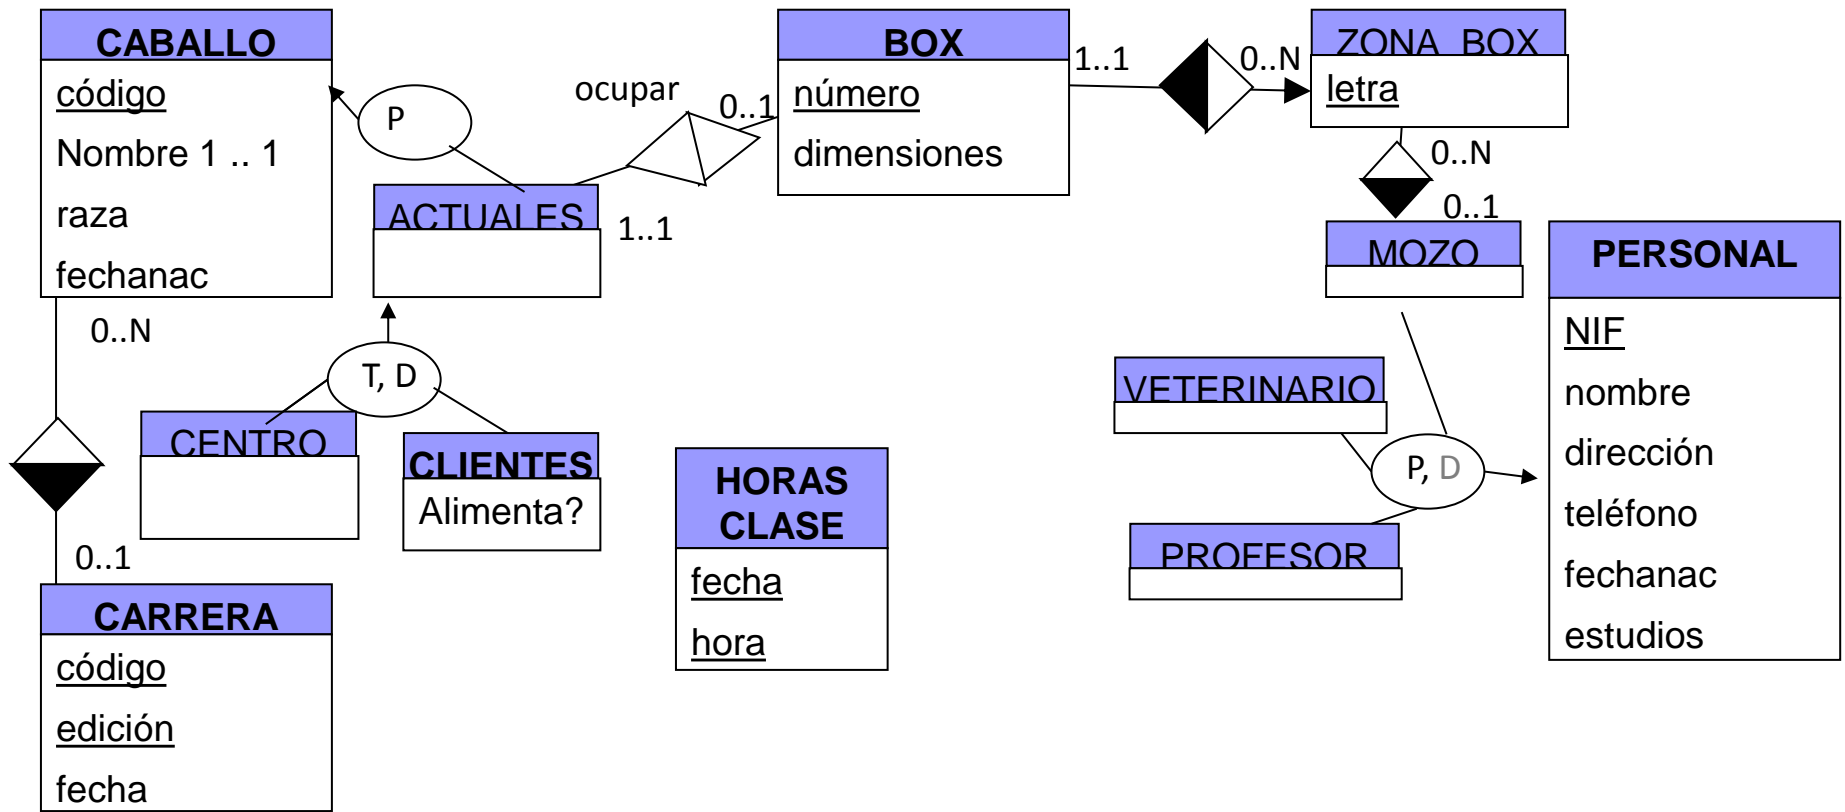 CABALLO
código
Nombre 1 .. 1
raza
fechanac
P
ocupar
0..1
BOX
número
dimensiones
1..1
0..N
ZONA_BOX
letra
0..N
0..1
ACTUALES
1..1
MOZO
PERSONAL
NIF
nombre
dirección
teléfono
fechanac
estudios
0..N
T, D
CENTRO
CLIENTES
Alimenta?
VETERINARIO
P, D
PROFESOR
HORAS
CLASE
fecha
hora
0..1
CARRERA
código
edición
fecha